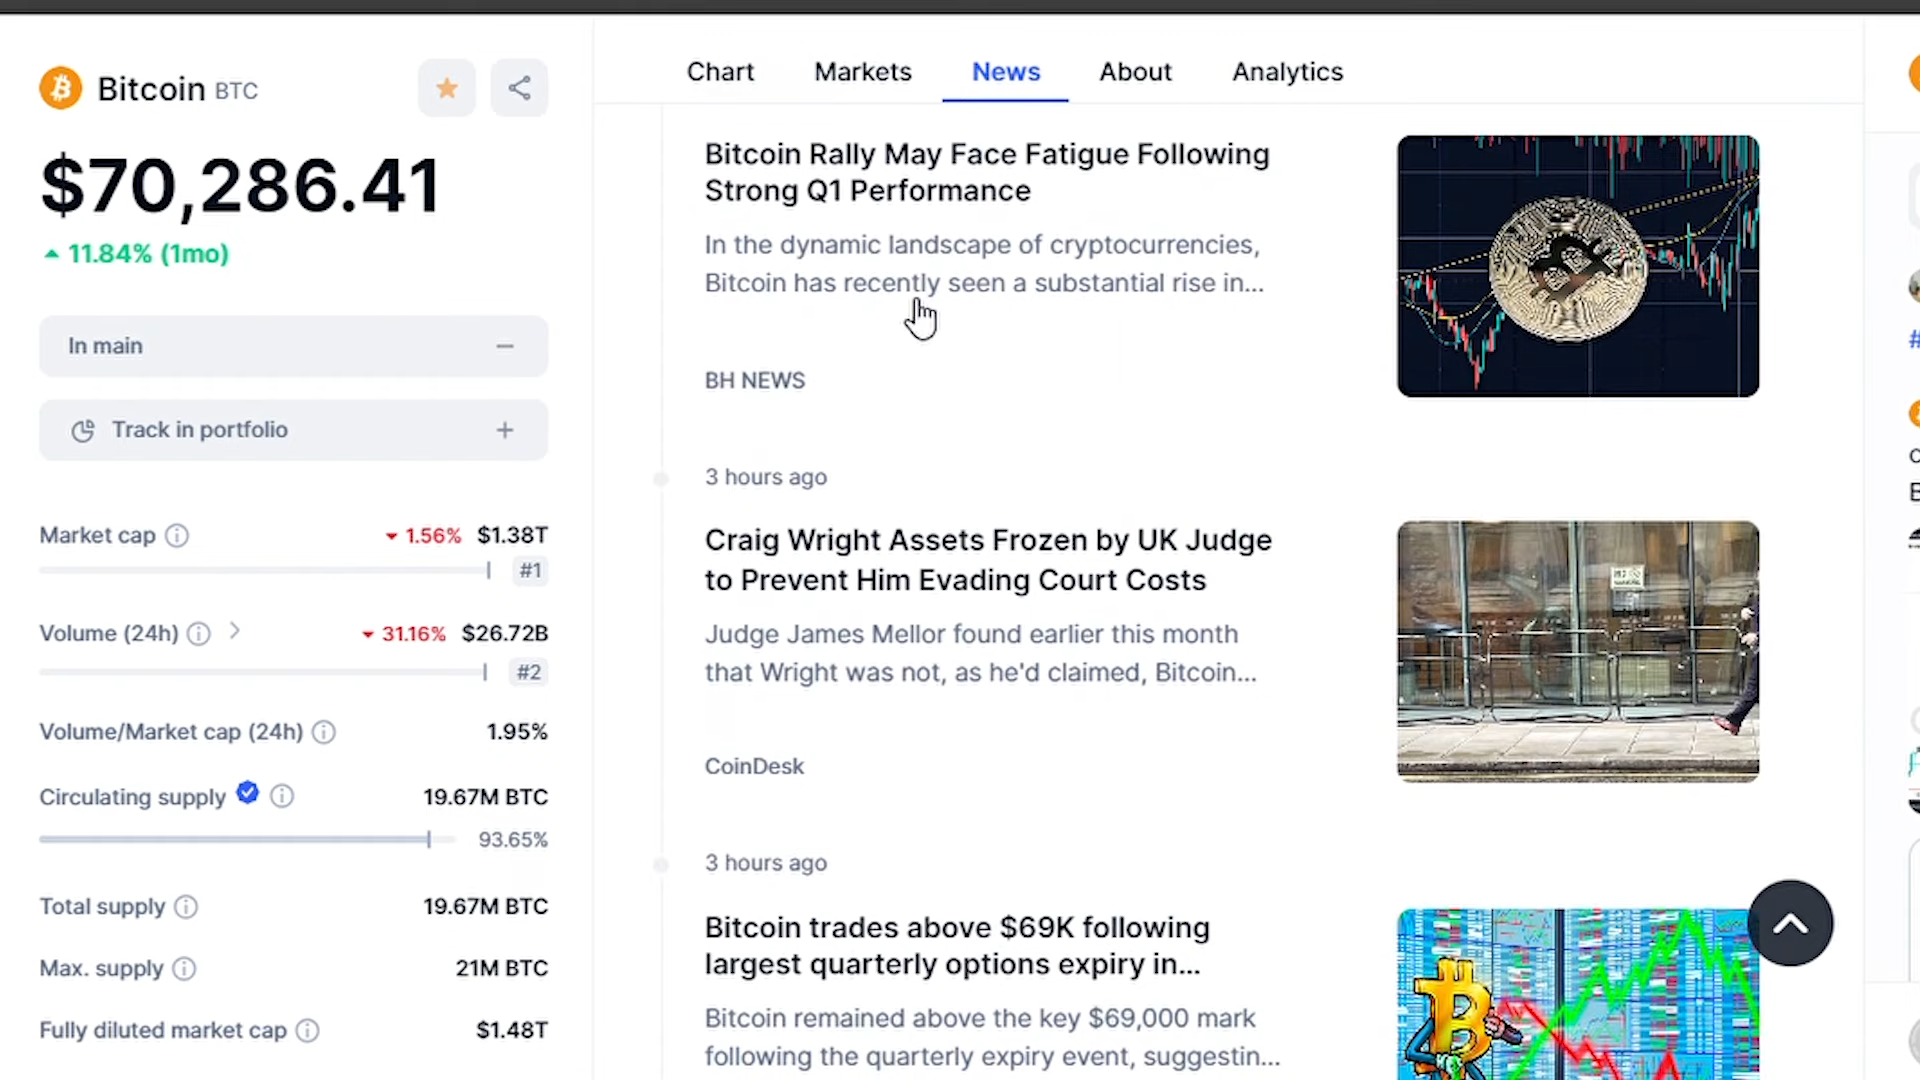 Bitcoin BTC
$70,286.41
11.84% (1mo)
In main
Track in portfolio
Market cap 1.56% $1.38T
#1
Volume (24h) 31.16% $26.72B
#2
Volume/Market cap (24h) 1.95%
Circulating supply 19.67M BTC
93.65%
Total supply 19.67M BTC
Max. supply 21M BTC
Fully diluted market cap $1.48T
Chart Markets News About Analytics
Bitcoin Rally May Face Fatigue Following
Strong Q1 Performance
In the dynamic landscape of cryptocurrencies,
Bitcoin has recently seen a substantial rise in...
BH NEWS
3 hours ago
Craig Wright Assets Frozen by UK Judge
to Prevent Him Evading Court Costs
Judge James Mellor found earlier this month
that Wright was not, as he'd claimed, Bitcoin...
CoinDesk
3 hours ago
Bitcoin trades above $69K following
largest quarterly options expiry in...
Bitcoin remained above the key $69,000 mark
following the quarterly expiry event, suggestin...